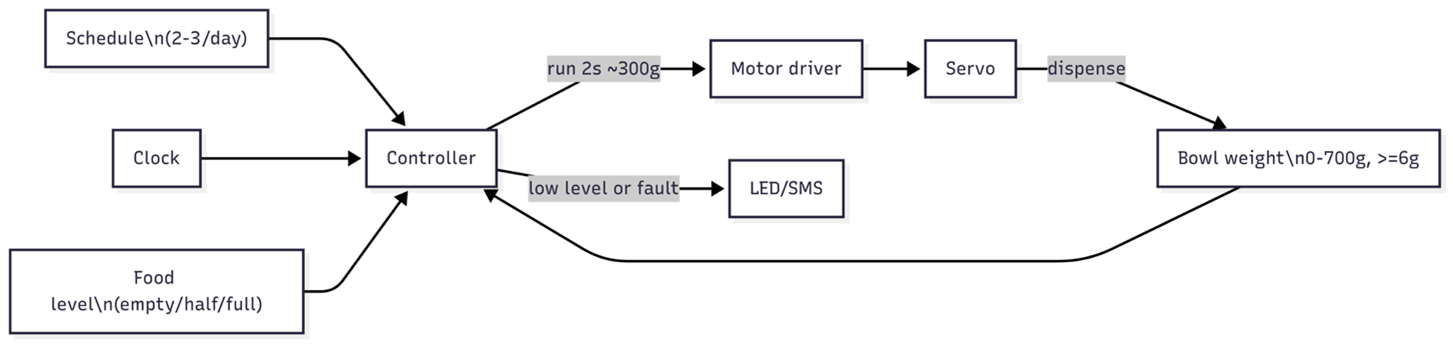 Schedule\n(2-3/day)
run 2s ~300g
Motor driver
Servo
dispense
Clock
Controller
Bowl weight\n0-700g, >=6g
low level or fault
LED/SMS
Food
level\n(empty/half/full)